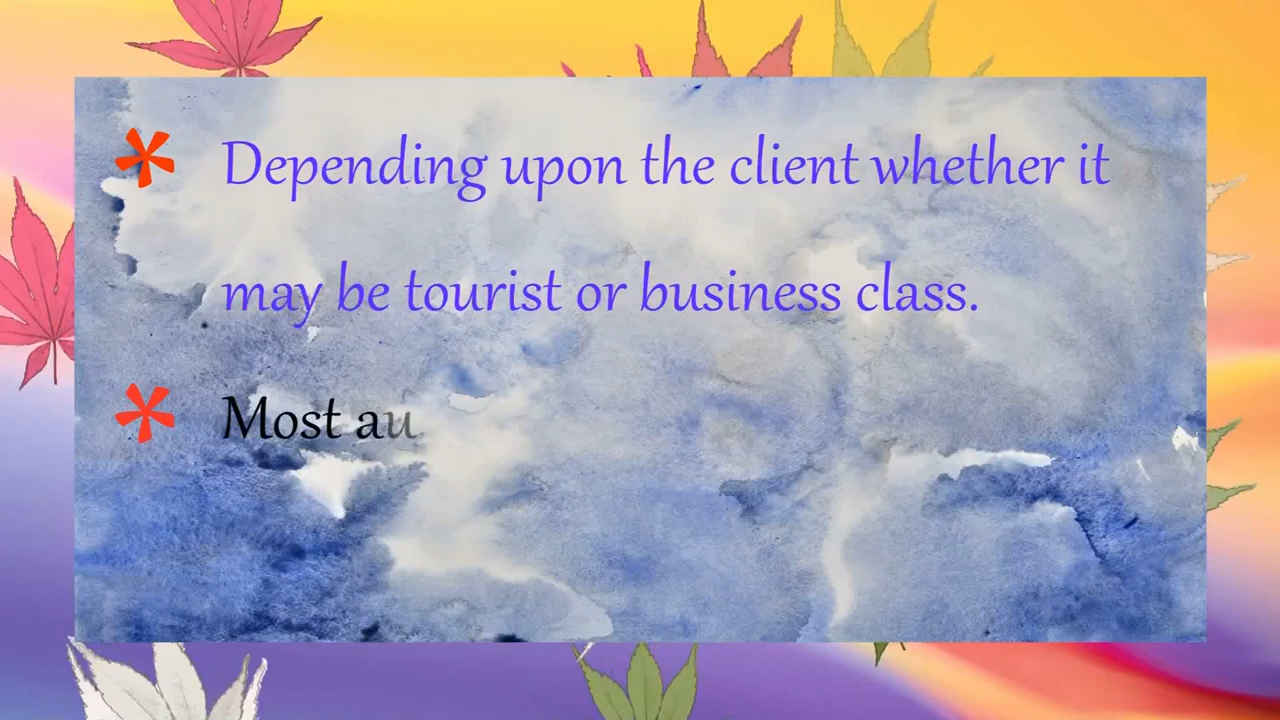 * Depending upon the client whether it
may be tourist or business class.
* Most au